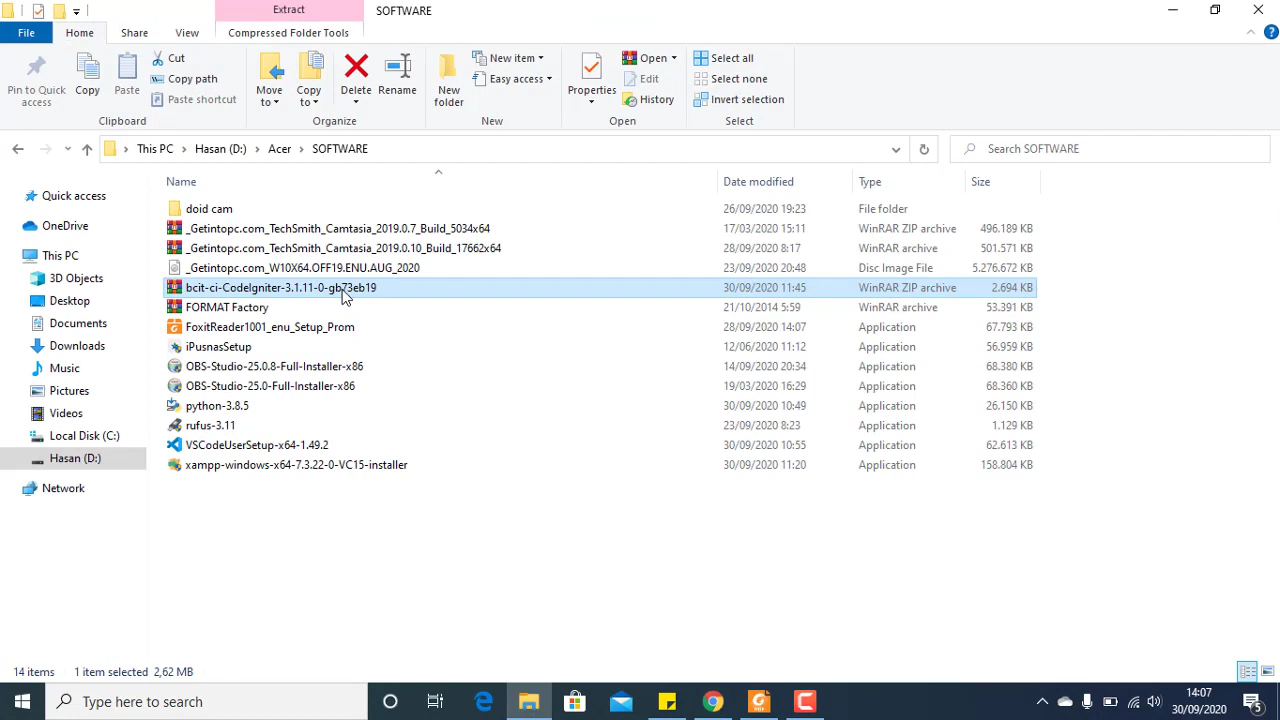 Extract
SOFTWARE
File
Home
Share
View
Compressed Folder Tools
Pin to Quick access
Copy
Paste
Cut
Copy path
Paste shortcut
Move to
Copy to
Delete
Rename
New folder
New item
Easy access
Properties
Open
Edit
History
Select all
Select none
Invert selection
Clipboard
Organize
New
Open
Select
This PC
Hasan (D:)
Acer
SOFTWARE
Search SOFTWARE
Name
Date modified
Type
Size
Quick access
OneDrive
This PC
3D Objects
Desktop
Documents
Downloads
Music
Pictures
Videos
Local Disk (C:)
Hasan (D:)
Network
doid cam 26/09/2020 19:23 File folder
_Getintopc.com_TechSmith_Camtasia_2019.0.7_Build_5034x64 17/03/2020 15:11 WinRAR ZIP archive 496.189 KB
_Getintopc.com_TechSmith_Camtasia_2019.0.10_Build_17662x64 28/09/2020 8:17 WinRAR archive 501.571 KB
_Getintopc.com_W10X64.OFF19.ENU.AUG_2020 23/09/2020 20:48 Disc Image File 5.276.672 KB
bcit-ci-CodeIgniter-3.1.11-0-gb73eb19 30/09/2020 11:45 WinRAR ZIP archive 2.694 KB
FORMAT Factory 21/10/2014 5:59 WinRAR archive 53.391 KB
FoxitReader1001_enu_Setup_Prom 28/09/2020 14:07 Application 67.793 KB
iPusnasSetup 12/06/2020 11:12 Application 56.959 KB
OBS-Studio-25.0.8-Full-Installer-x86 14/09/2020 20:34 Application 68.380 KB
OBS-Studio-25.0-Full-Installer-x86 19/03/2020 16:29 Application 68.360 KB
python-3.8.5 30/09/2020 10:49 Application 26.150 KB
rufus-3.11 23/09/2020 8:23 Application 1.129 KB
VSCodeUserSetup-x64-1.49.2 30/09/2020 10:55 Application 62.613 KB
xampp-windows-x64-7.3.22-0-VC15-installer 30/09/2020 11:20 Application 158.804 KB
14 items
1 item selected 2,62 MB
Type here to search
PDF
14:07
30/09/2020
5